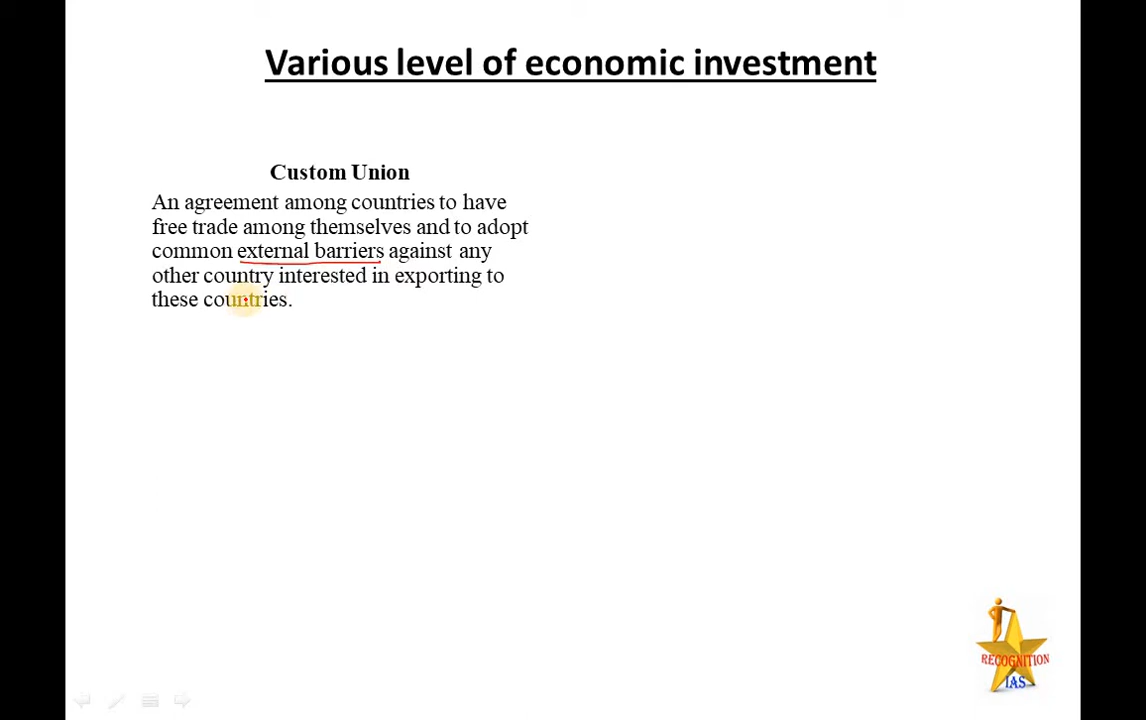 Various level of economic investment
Custom Union
An agreement among countries to have
free trade among themselves and to adopt
common external barriers against any
other country interested in exporting to
these countries.
RECOGNITION
IAS